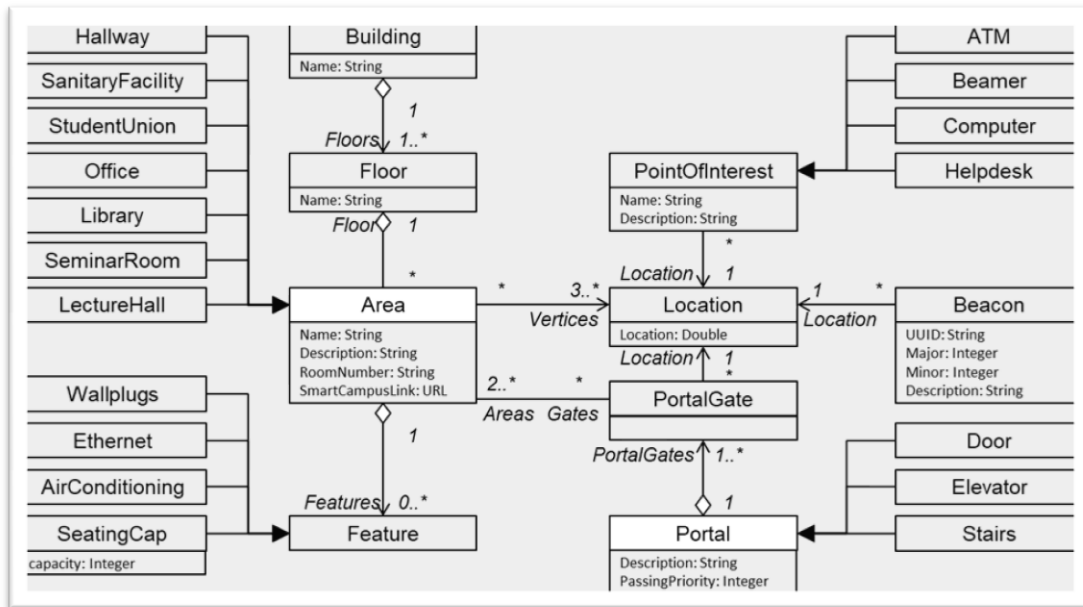 Hallway
SanitaryFacility
StudentUnion
Office
Library
SeminarRoom
LectureHall
Wallplugs
Ethernet
AirConditioning
SeatingCap
capacity: Integer
Building
Name: String
1
Floors 1..*
Floor
Name: String
Floor 1
*
Area
Name: String
Description: String
RoomNumber: String
SmartCampusLink: URL
1
Features 0..*
Feature
* 3..*
Vertices
2..* *
Areas Gates
PointOfInterest
Name: String
Description: String
*
Location 1
Location
Location: Double
Location 1
*
PortalGate
PortalGates 1..*
1
Portal
Description: String
PassingPriority: Integer
1 *
Location
ATM
Beamer
Computer
Helpdesk
Beacon
UUID: String
Major: Integer
Minor: Integer
Description: String
Door
Elevator
Stairs